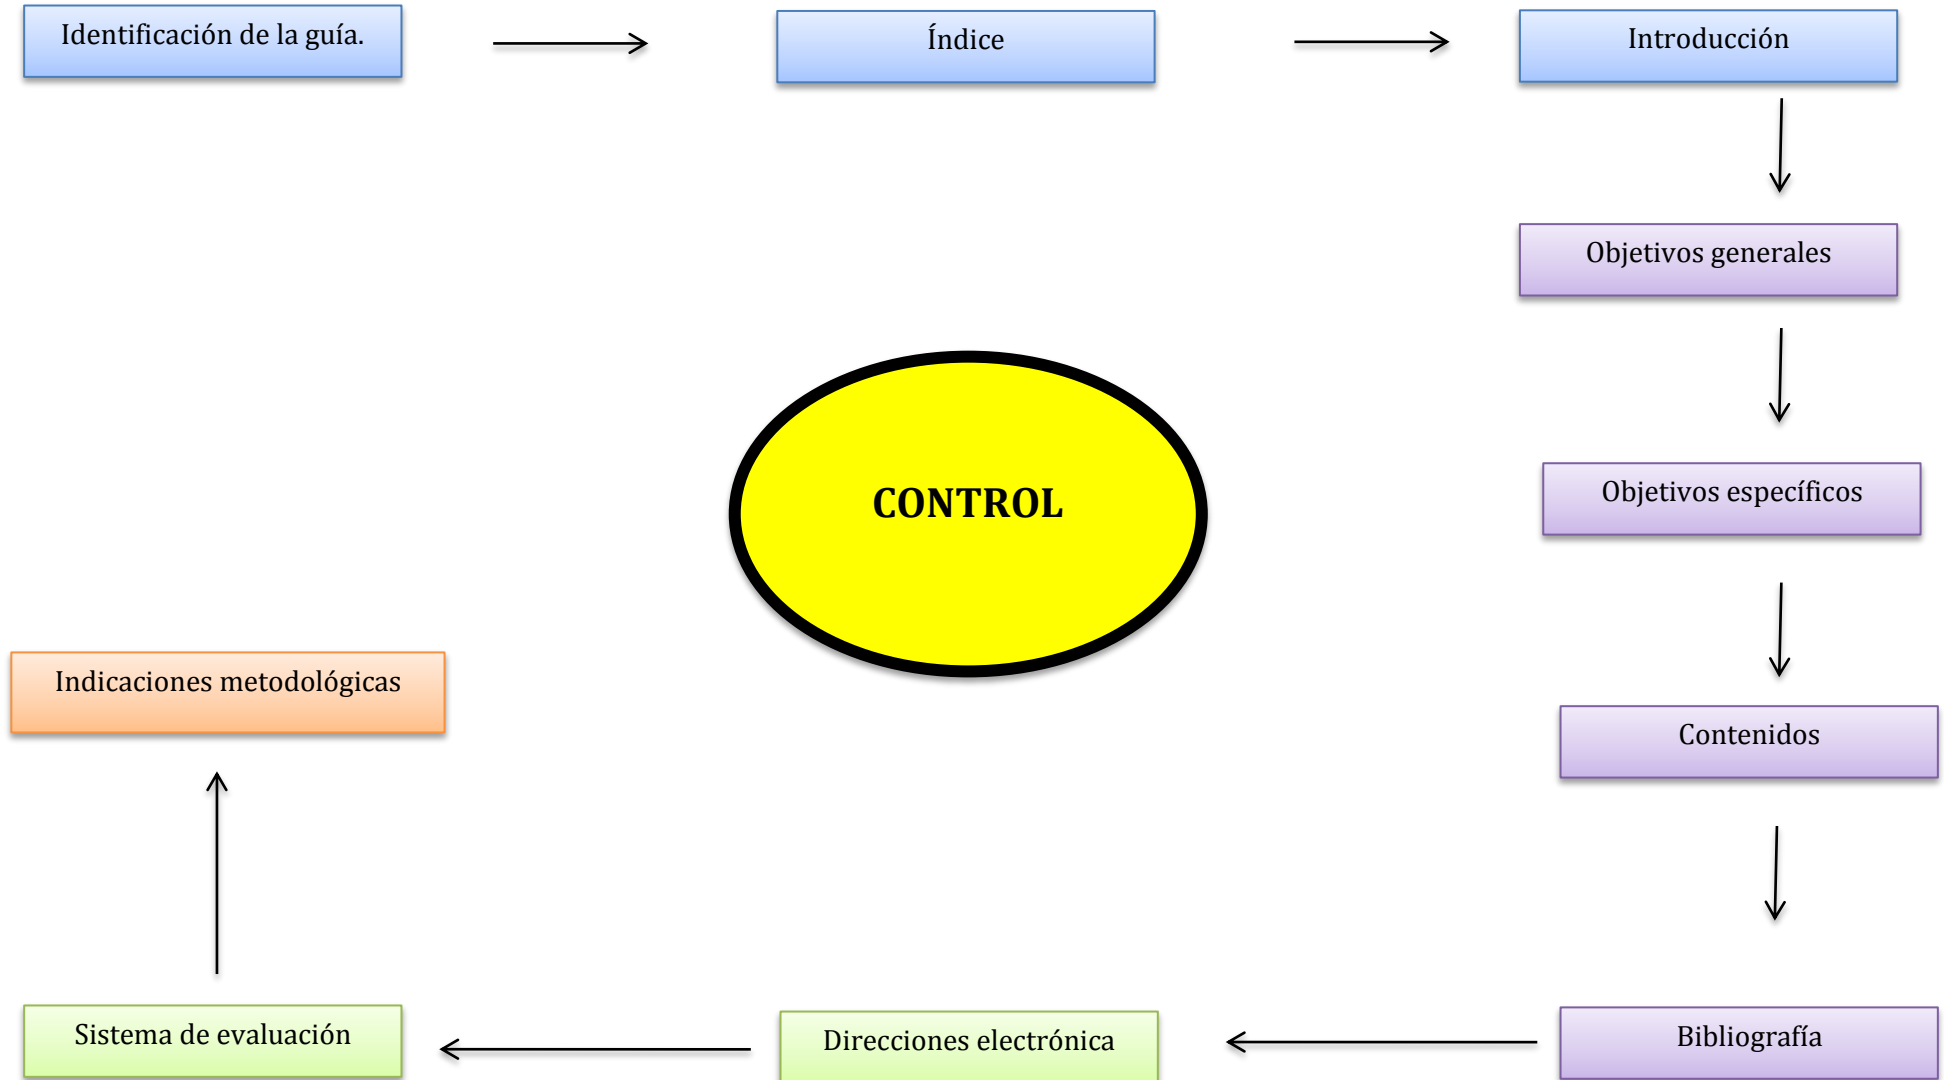 Identificación de la guía.
Índice
Introducción
Objetivos generales
Objetivos específicos
CONTROL
Contenidos
Bibliografía
Direcciones electrónica
Sistema de evaluación
Indicaciones metodológicas